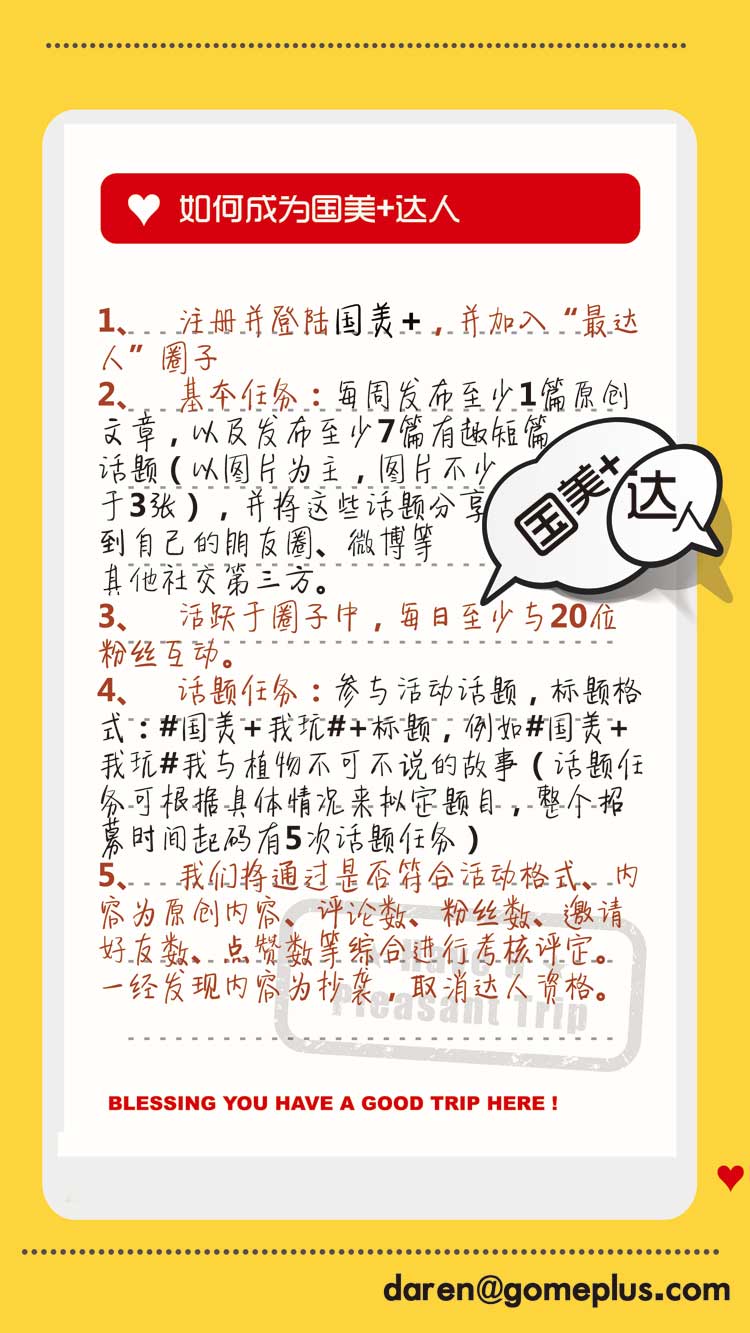 如何成为国美+达人
1、 注册并登陆国美+，并加入“最达
人”圈子
2、 基本任务：每周发布至少1篇原创
文章，以及发布至少7篇有趣短篇
话题（以图片为主，图片不少
于3张），并将这些话题分享
到自己的朋友圈、微博等
其他社交第三方。
国美+
达人
3、 活跃于圈子中，每日至少与20位
粉丝互动。
4、 话题任务：参与活动话题，标题格
式：#国美+我玩#+标题，例如#国美+
我玩#我与植物不可不说的故事（话题任
务可根据具体情况来拟定题目，整个招
募时间起码有5次话题任务）
5、 我们将通过是否符合活动格式、内
容为原创内容、评论数、粉丝数、邀请
好友数、点赞数等综合进行考核评定。
一经发现内容为抄袭，取消达人资格。
Have a
Pleasant Trip
BLESSING YOU HAVE A GOOD TRIP HERE !
daren@gomeplus.com